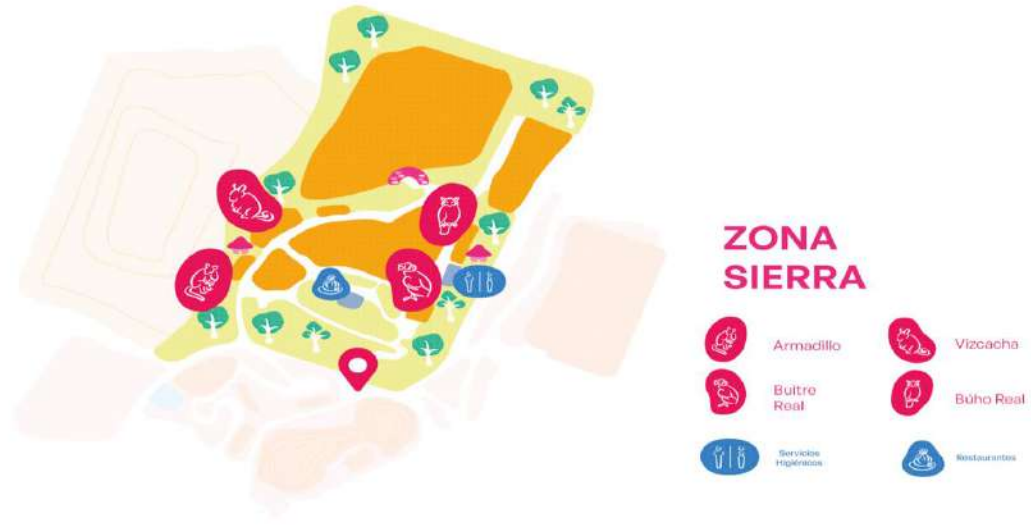 ZONA
SIERRA
Armadillo
Vizcacha
Buitre
Real
Búho Real
Servicios
Higiénicos
Restaurantes